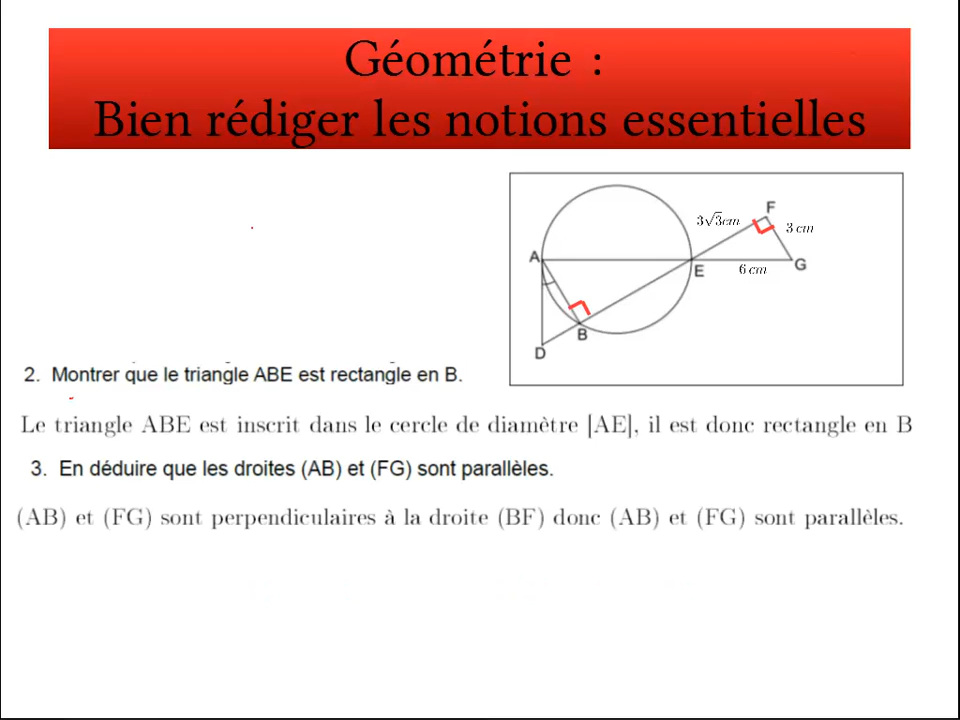 Géométrie :
Bien rédiger les notions essentielles
F
3√3cm
3 cm
A
E
6 cm
G
B
D
2. Montrer que le triangle ABE est rectangle en B.
Le triangle ABE est inscrit dans le cercle de diamètre [AE], il est donc rectangle en B
3. En déduire que les droites (AB) et (FG) sont parallèles.
(AB) et (FG) sont perpendiculaires à la droite (BF) donc (AB) et (FG) sont parallèles.